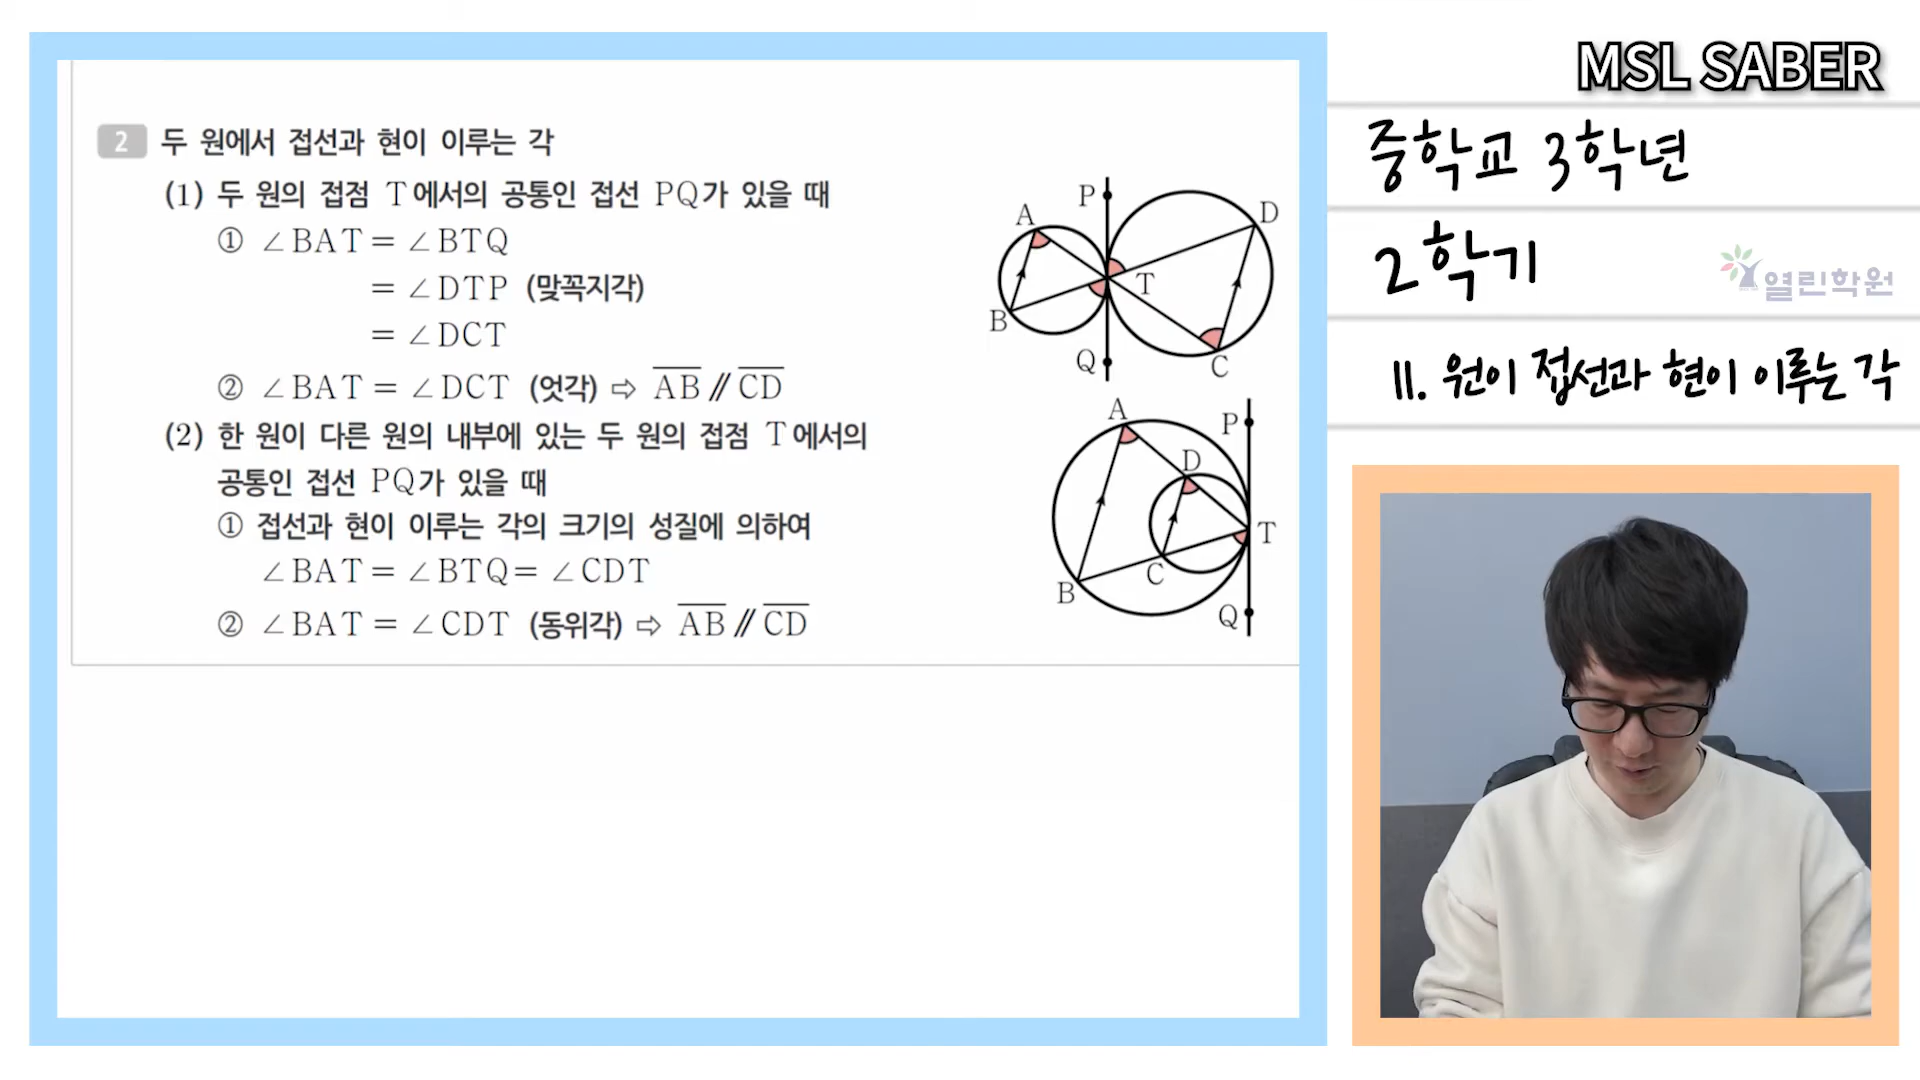 MSL SABER
중학교 3학년
2학기
열린학원
11. 원이 접선과 현이 이루는 각
2 두 원에서 접선과 현이 이루는 각
(1) 두 원의 접점 T에서의 공통인 접선 PQ가 있을 때
① ∠BAT = ∠BTQ
= ∠DTP (맞꼭지각)
= ∠DCT
② ∠BAT = ∠DCT (엇각) ⇨ \overline{AB} // \overline{CD}
(2) 한 원이 다른 원의 내부에 있는 두 원의 접점 T에서의
공통인 접선 PQ가 있을 때
① 접선과 현이 이루는 각의 크기의 성질에 의하여
∠BAT = ∠BTQ = ∠CDT
② ∠BAT = ∠CDT (동위각) ⇨ \overline{AB} // \overline{CD}
P
A
D
T
B
Q
C
A
P
D
T
C
B
Q